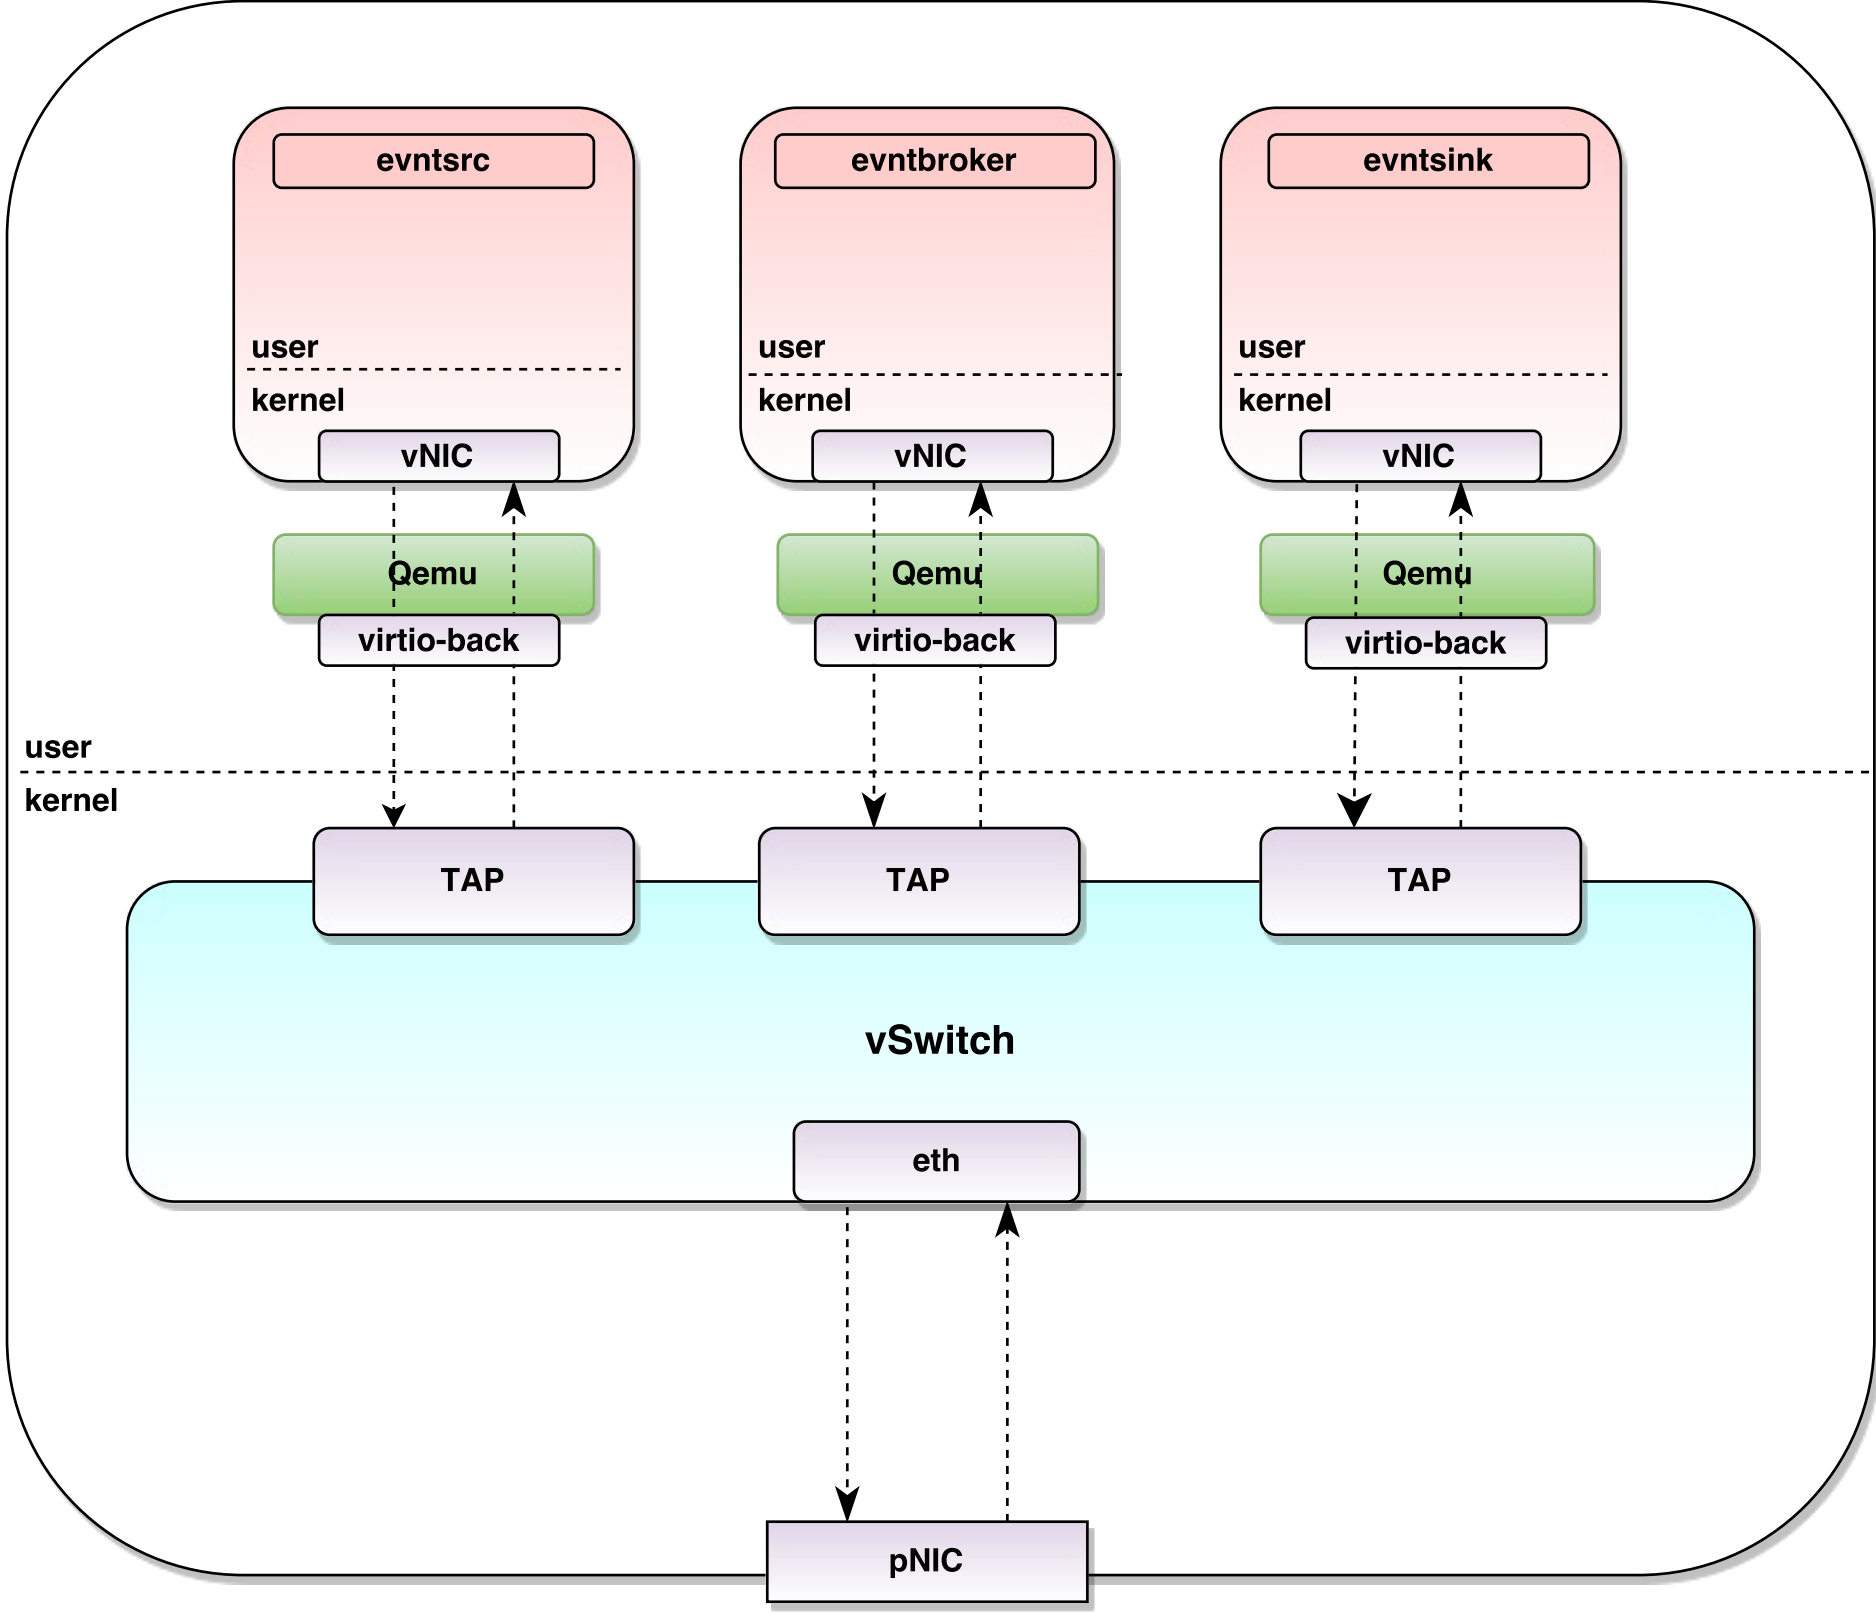 evntsrc
evntbroker
evntsink
user
user
user
kernel
kernel
kernel
vNIC
vNIC
vNIC
Qemu
Qemu
Qemu
virtio-back
virtio-back
virtio-back
user
kernel
TAP
TAP
TAP
vSwitch
eth
pNIC